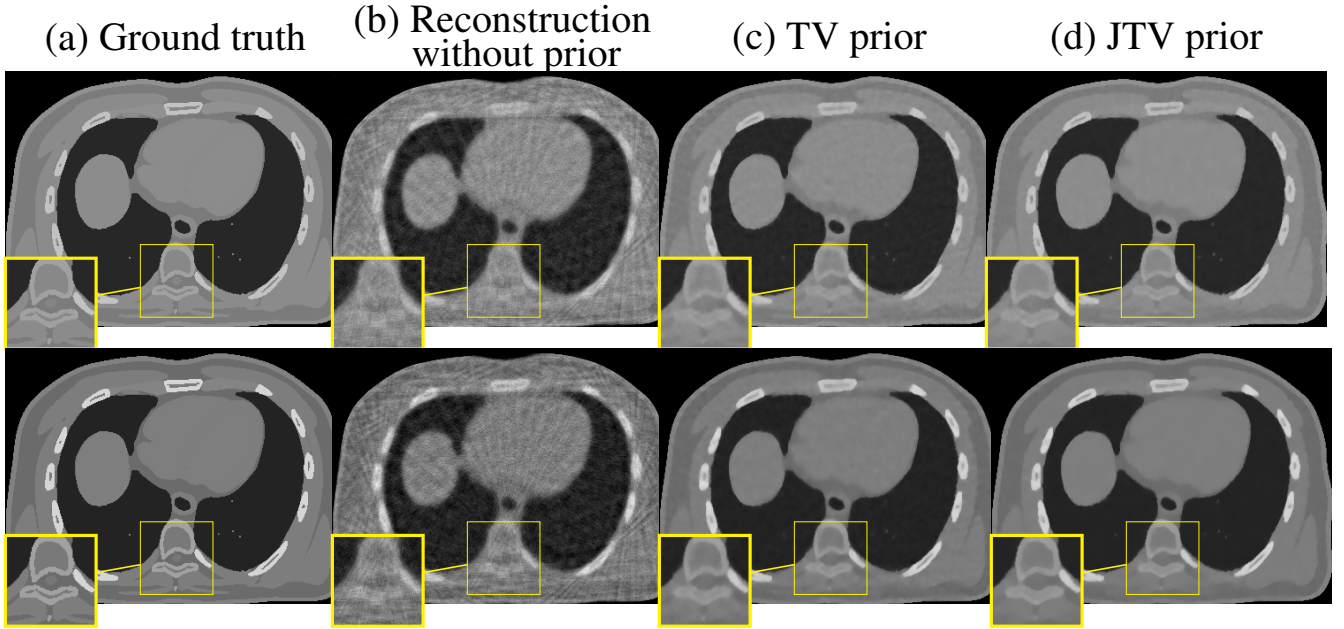 (a) Ground truth
(b) Reconstruction
without prior
(c) TV prior
(d) JTV prior